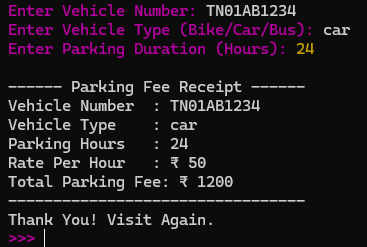 Enter Vehicle Number: TN01AB1234
Enter Vehicle Type (Bike/Car/Bus): car
Enter Parking Duration (Hours): 24
------ Parking Fee Receipt ------
Vehicle Number  : TN01AB1234
Vehicle Type    : car
Parking Hours   : 24
Rate Per Hour   : ₹ 50
Total Parking Fee: ₹ 1200
---------------------------------
Thank You! Visit Again.
>>>